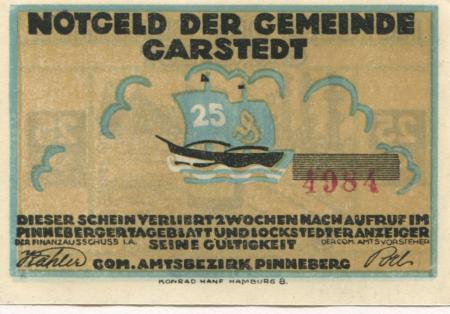 NOTGELD DER GEMEINDE
GARSTEDT
25
4984
DIESER SCHEIN VERLIERT 2 WOCHEN NACH AUFRUF IM
PINNEBERGER TAGEBLATT UND LOCKSTEDTER ANZEIGER
DER FINANZAUSSCHUSS I.A. SEINE GÜLTIGKEIT DER COM. AMTSVORSTEHER
COM. AMTSBEZIRK PINNEBERG
KONRAD HANF HAMBURG 8.